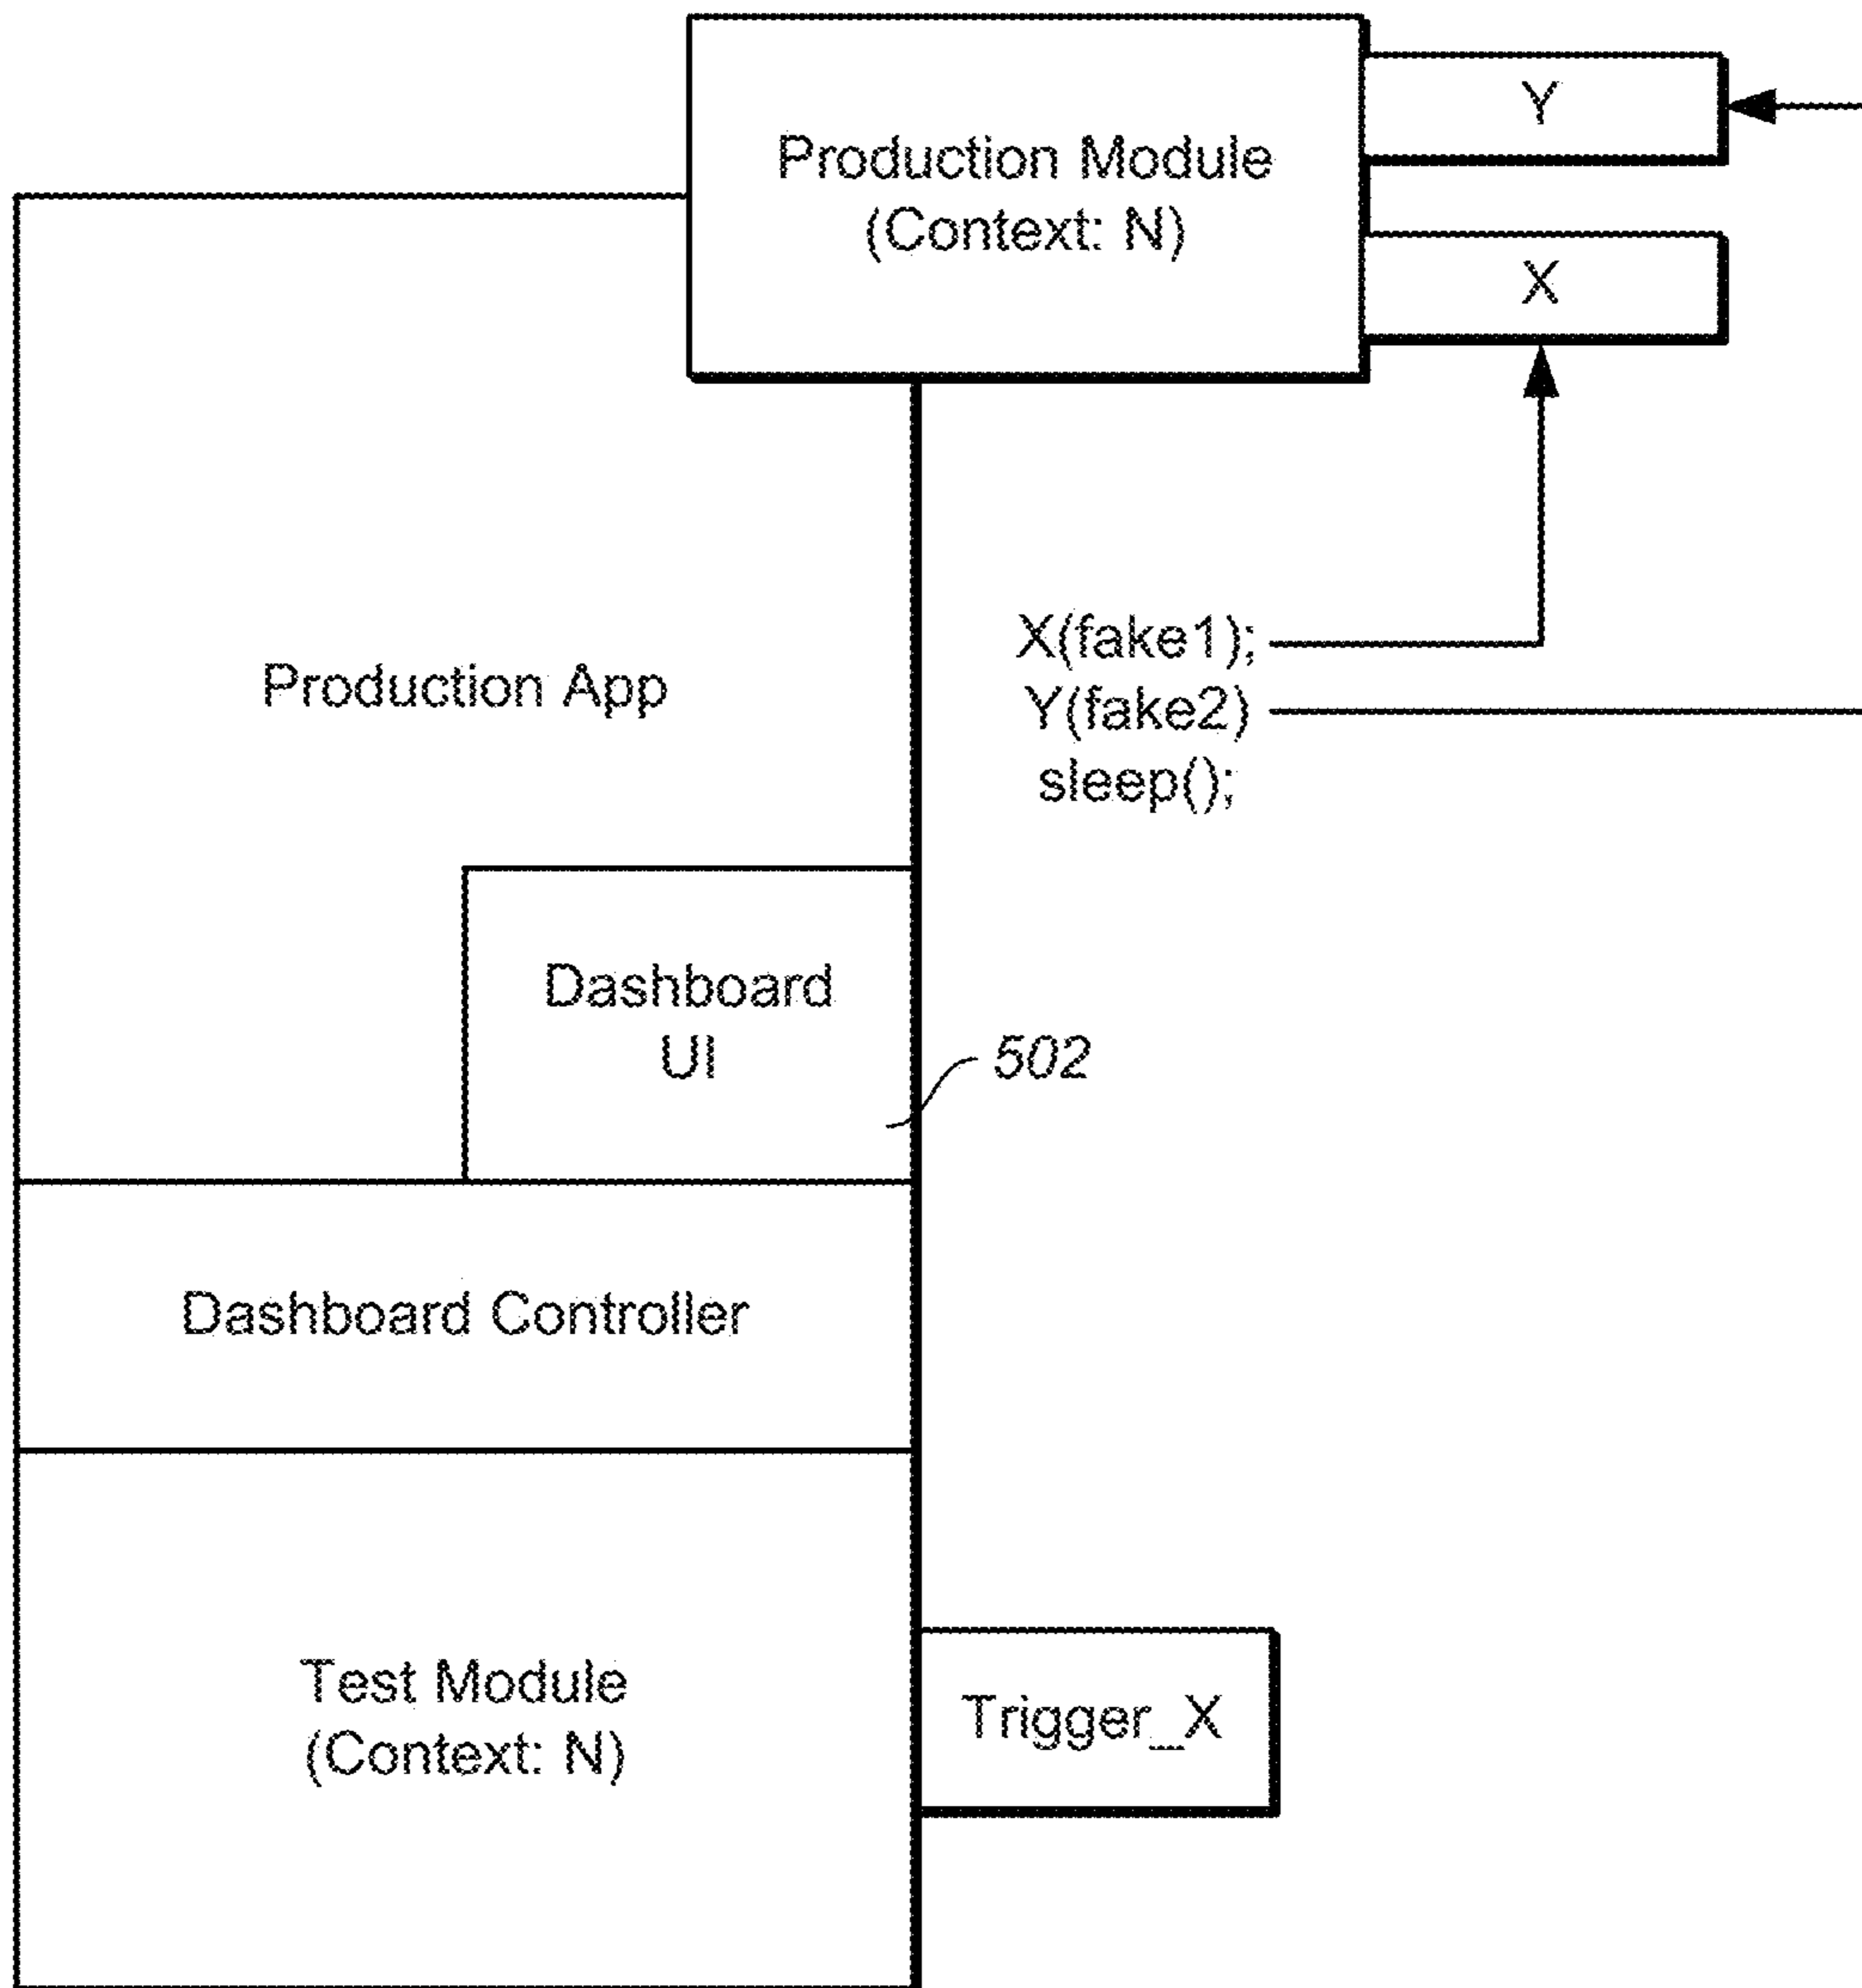 Y
Production Module
(Context: N)
X
X(fake1);
Production App
Y(fake2)
sleep();
Dashboard
UI
502
Dashboard Controller
Test Module
(Context: N)
Trigger_X